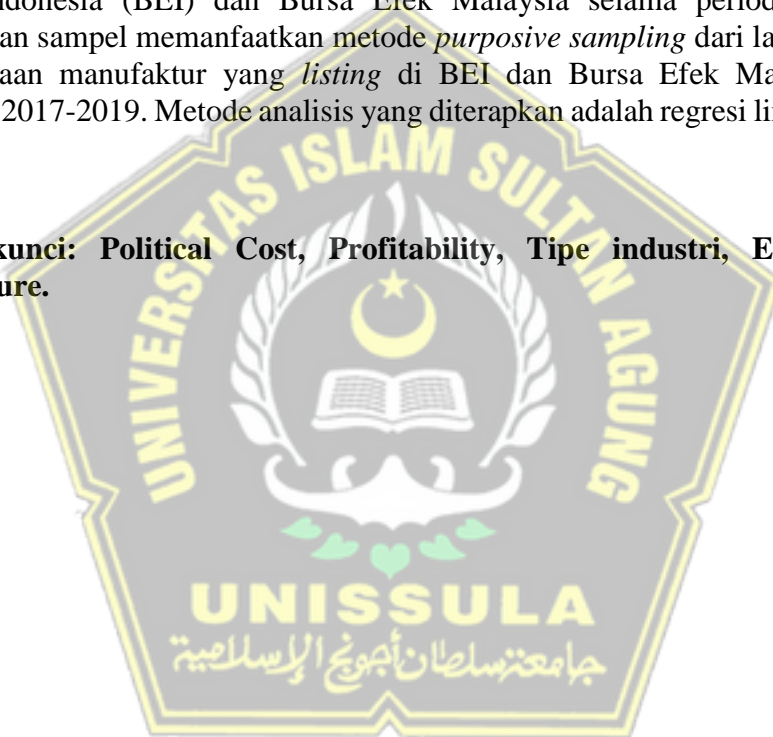 ndonesia (BEI) dan Bursa Efek Malaysia selama period
an sampel memanfaatkan metode purposive sampling dari la
aan manufaktur yang listing di BEI dan Bursa Efek Ma
2017-2019. Metode analisis yang diterapkan adalah regresi li
kunci: Political Cost, Profitability, Tipe industri, E
ure.
UNIVERSITAS ISLAM SULTAN AGUNG
UNISSULA
جامعة سلطان أجونج الإسلامية